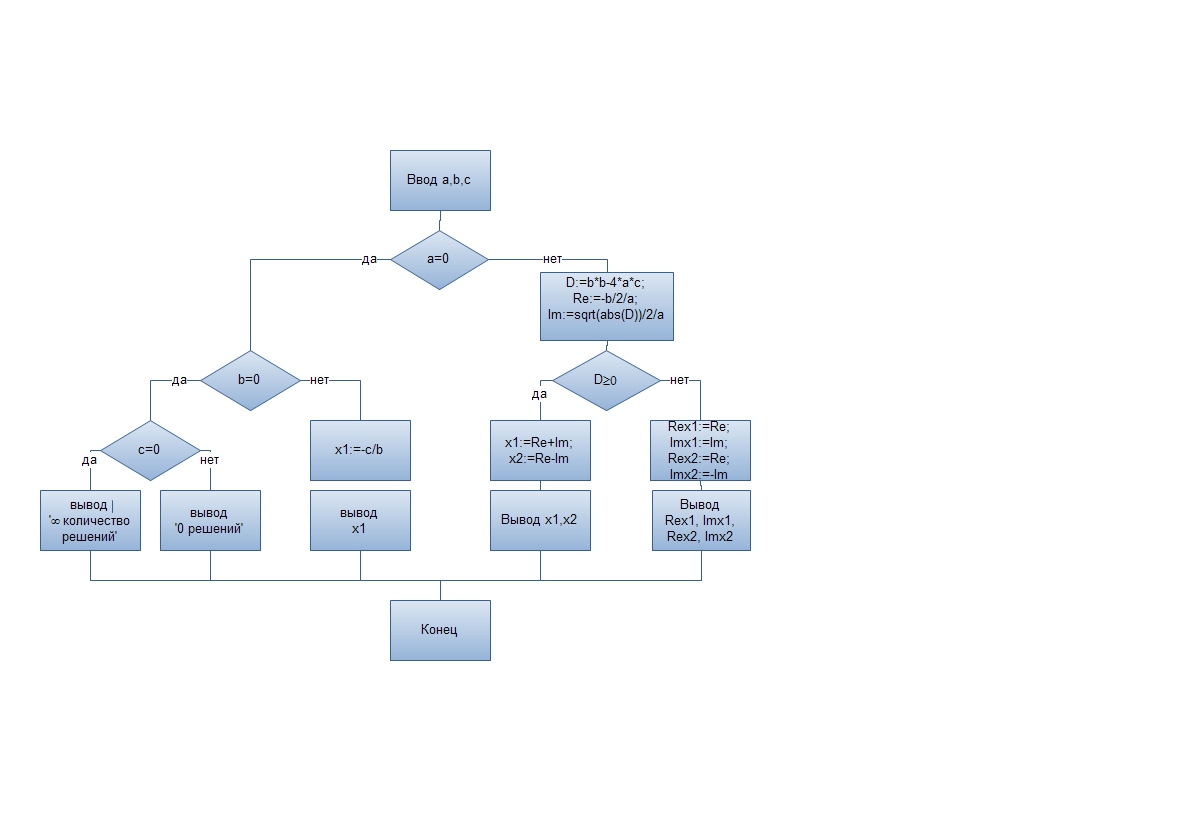 Ввод a,b,c
да
a=0
нет
D:=b*b-4*a*c;
Re:=-b/2/a;
Im:=sqrt(abs(D))/2/a
да
b=0
нет
D≥0
нет
да
c=0
да
нет
x1:=-c/b
x1:=Re+Im;
x2:=Re-Im
Rex1:=Re;
Imx1:=Im;
Rex2:=Re;
Imx2:=-Im
вывод |
'∞ количество
решений'
вывод
'0 решений'
вывод
x1
Вывод x1,x2
Вывод
Rex1, Imx1,
Rex2, Imx2
Конец